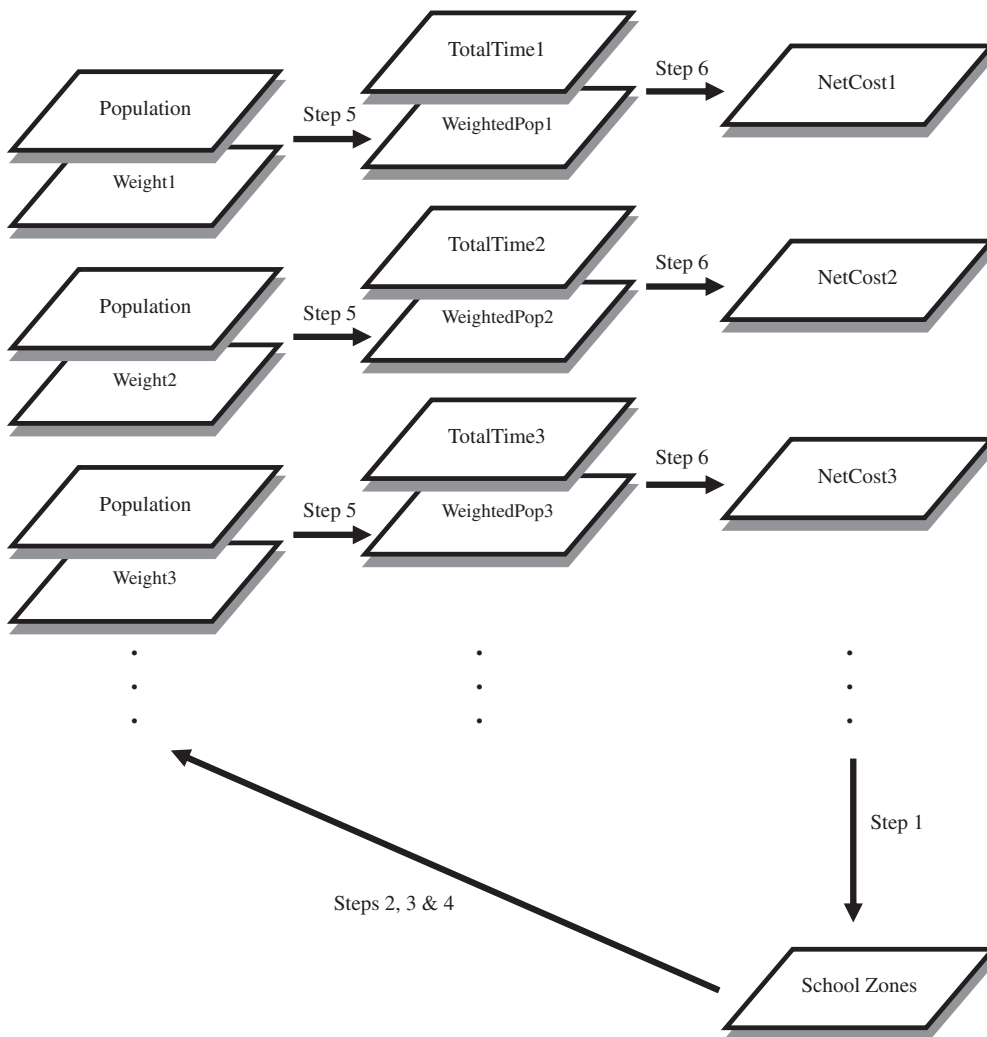 TotalTime1
Population
Step 5
Step 6
NetCost1
WeightedPop1
Weight1
TotalTime2
Population
Step 5
Step 6
NetCost2
WeightedPop2
Weight2
TotalTime3
Population
Step 5
Step 6
NetCost3
WeightedPop3
Weight3
Step 1
Steps 2, 3 & 4
School Zones